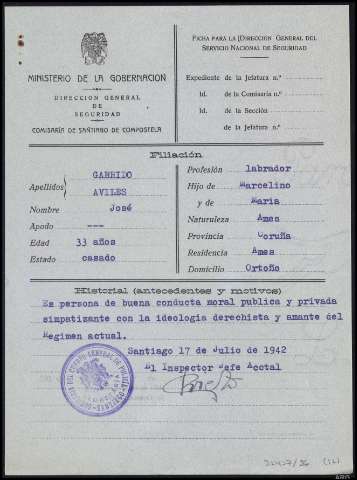 MINISTERIO DE LA GOBERNACIÓN
DIRECCIÓN GENERAL
DE
SEGURIDAD
COMISARÍA DE SANTIAGO DE COMPOSTELA
FICHA PARA LA DIRECCIÓN GENERAL DEL
SERVICIO NACIONAL DE SEGURIDAD
Expediente de la Jefatura n.º
Id. de la Comisaría n.º
Id. de la Sección
de la Jefatura n.º
Filiación
Apellidos GARRIDO
AVILES
Nombre José
Apodo ---
Edad 33 años
Estado casado
Profesión labrador
Hijo de Marcelino
y de Maria
Naturaleza Ames
Provincia Coruña
Residencia Ames
Domicilio Ortoño
Historial (antecedentes y motivos)
Es persona de buena conducta moral publica y privada
simpatizante con la ideologia derechista y amante del
Regimen actual.
Santiago 17 de Julio de 1942
El Inspector Jefe Acctal